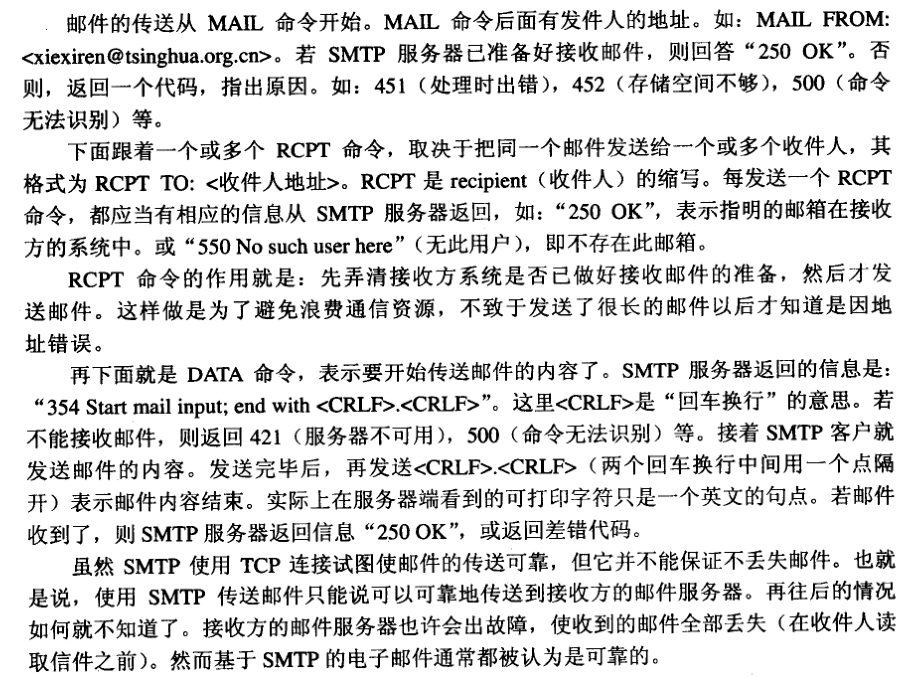 邮件的传送从 MAIL 命令开始。MAIL 命令后面有发件人的地址。如：MAIL FROM:
<xiexiren@tsinghua.org.cn>。若 SMTP 服务器已准备好接收邮件，则回答“250 OK”。否
则，返回一个代码，指出原因。如：451（处理时出错），452（存储空间不够），500（命令
无法识别）等。
下面跟着一个或多个 RCPT 命令，取决于把同一个邮件发送给一个或多个收件人，其
格式为 RCPT TO: <收件人地址>。RCPT 是 recipient（收件人）的缩写。每发送一个 RCPT
命令，都应当有相应的信息从 SMTP 服务器返回，如：“250 OK”，表示指明的邮箱在接收
方的系统中。或“550 No such user here”（无此用户），即不存在此邮箱。
RCPT 命令的作用就是：先弄清接收方系统是否已做好接收邮件的准备，然后才发
送邮件。这样做是为了避免浪费通信资源，不致于发送了很长的邮件以后才知道是因地
址错误。
再下面就是 DATA 命令，表示要开始传送邮件的内容了。SMTP 服务器返回的信息是：
“354 Start mail input; end with <CRLF>.<CRLF>”。这里<CRLF>是“回车换行”的意思。若
不能接收邮件，则返回 421（服务器不可用），500（命令无法识别）等。接着 SMTP 客户就
发送邮件的内容。发送完毕后，再发送<CRLF>.<CRLF>（两个回车换行中间用一个点隔
开）表示邮件内容结束。实际上在服务器端看到的可打印字符只是一个英文的句点。若邮件
收到了，则 SMTP 服务器返回信息“250 OK”，或返回差错代码。
虽然 SMTP 使用 TCP 连接试图使邮件的传送可靠，但它并不能保证不丢失邮件。也就
是说，使用 SMTP 传送邮件只能说可以可靠地传送到接收方的邮件服务器。再往后的情况
如何就不知道了。接收方的邮件服务器也许会出故障，使收到的邮件全部丢失（在收件人读
取信件之前）。然而基于 SMTP 的电子邮件通常都被认为是可靠的。